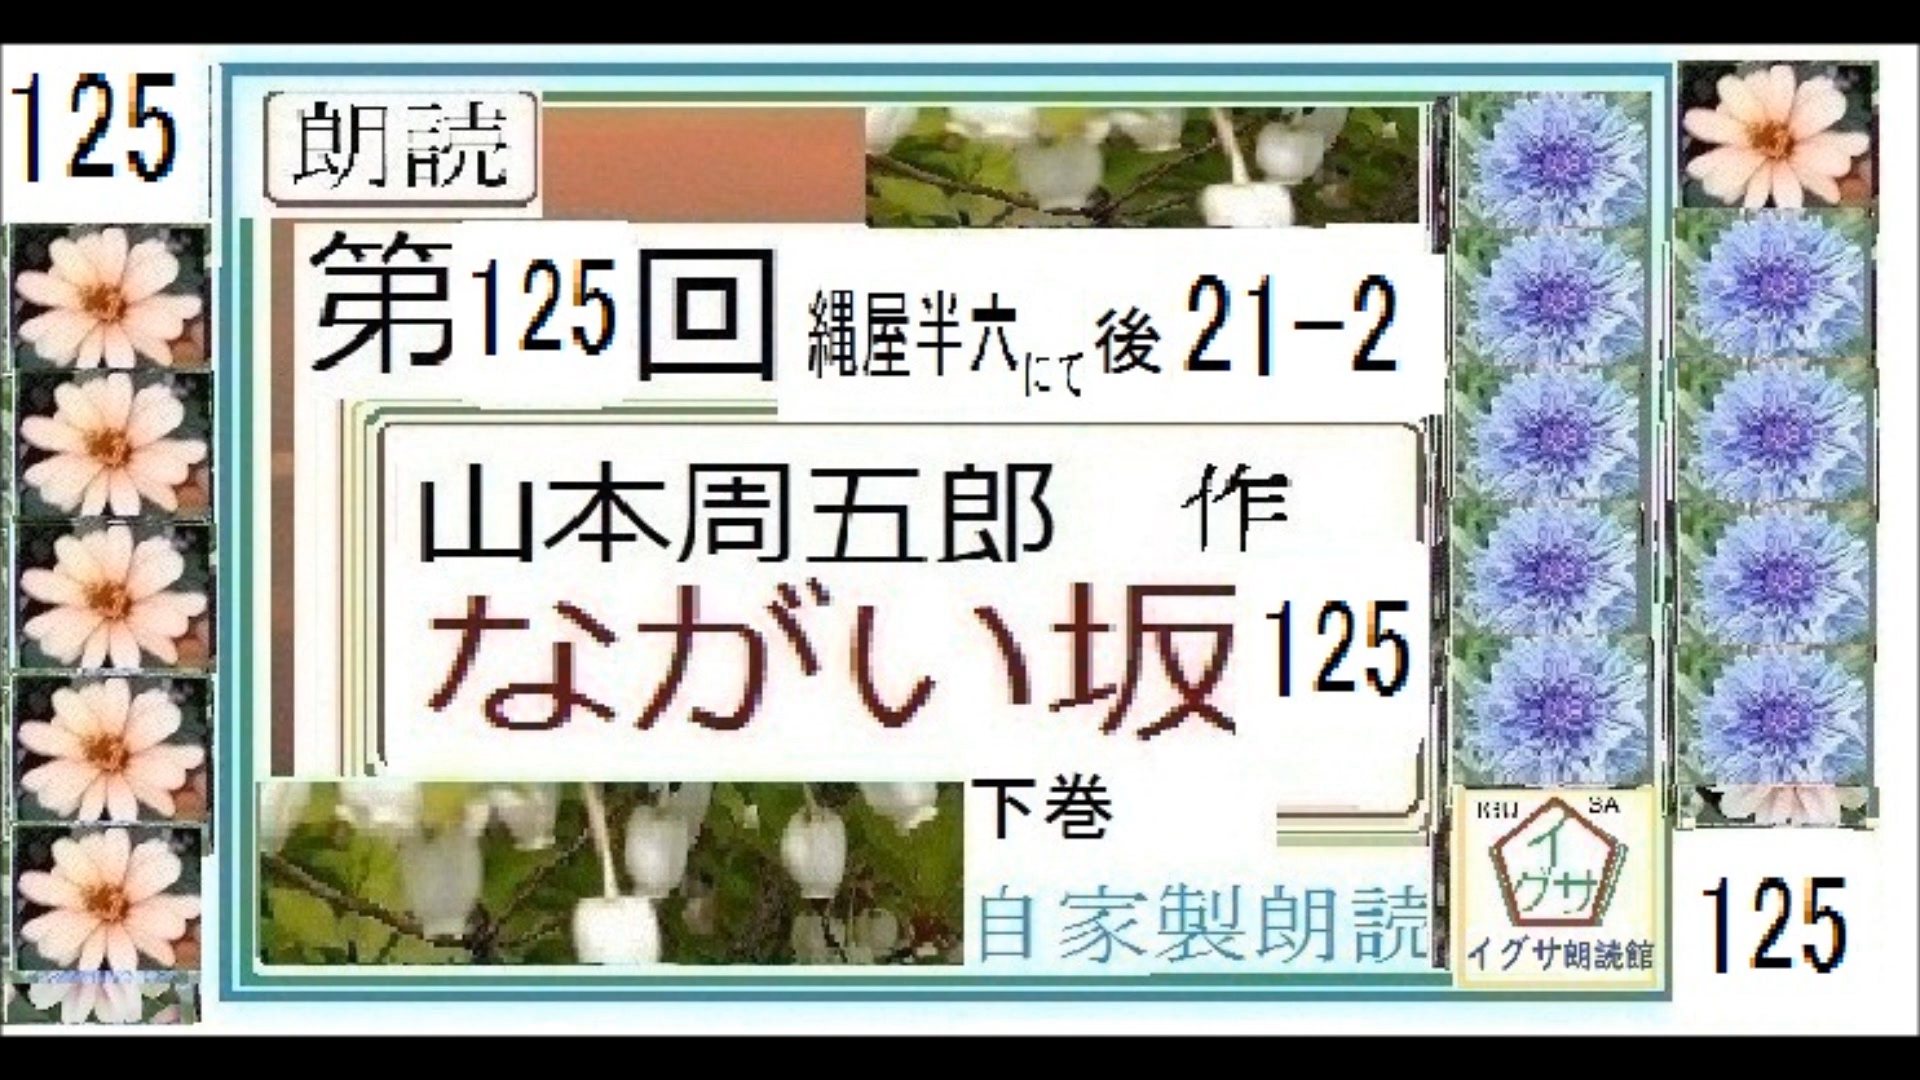 125
朗読
第125回 縄屋半六にて後 21-2
山本周五郎 作
ながい坂 125
下巻
自家製朗読
SA
イグサ
イグサ朗読館
125